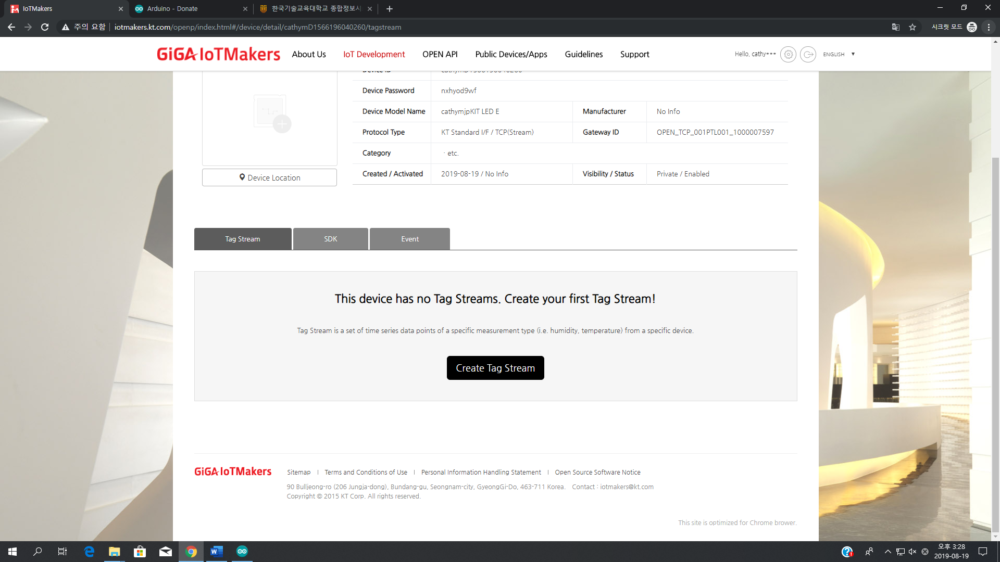 IoTMakers
Arduino - Donate
한국기술교육대학교 종합정보시
주의 요함
iotmakers.kt.com/openp/index.html#/device/detail/cathymD1566196040260/tagstream
시크릿 모드
GiGA IoTMakers
About Us
IoT Development
OPEN API
Public Devices/Apps
Guidelines
Support
Hello, cathy***
ENGLISH
Device ID cathymD1566196040260
Device Password nxhyod9wf
Device Model Name cathymjpKIT LED E Manufacturer No Info
Protocol Type KT Standard I/F / TCP(Stream) Gateway ID OPEN_TCP_001PTL001_1000007597
Category · etc.
Created / Activated 2019-08-19 / No Info Visibility / Status Private / Enabled
Device Location
Tag Stream
SDK
Event
This device has no Tag Streams. Create your first Tag Stream!
Tag Stream is a set of time series data points of a specific measurement type (i.e. humidity, temperature) from a specific device.
Create Tag Stream
GiGA IoTMakers
Sitemap | Terms and Conditions of Use | Personal Information Handling Statement | Open Source Software Notice
90 Bulljeong-ro (206 Jungja-dong), Bundang-gu, Seongnam-city, GyeongGi-Do, 463-711 Korea. Contact : iotmakers@kt.com
Copyright © 2015 KT Corp. All rights reserved.
This site is optimized for Chrome brower.
오후 3:28
2019-08-19